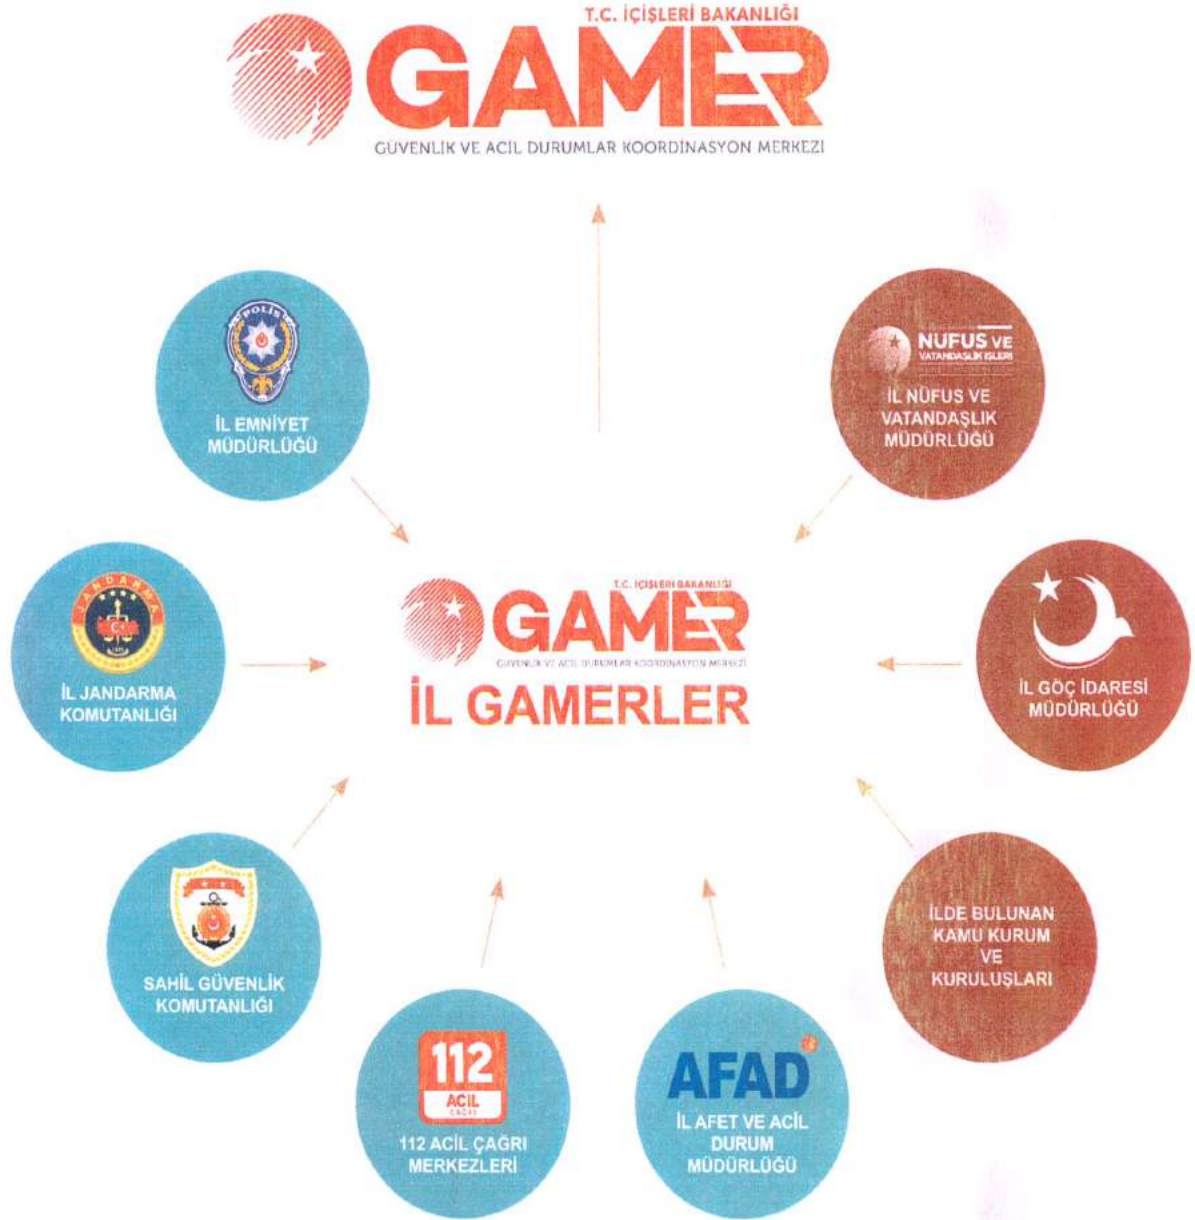 T.C. İÇİŞLERİ BAKANLIĞI
GAMER
GÜVENLİK VE ACİL DURUMLAR KOORDİNASYON MERKEZİ
POLİS
İL EMNİYET
MÜDÜRLÜĞÜ
NÜFUS VE
VATANDAŞLIK İŞLERİ
İL NÜFUS VE
VATANDAŞLIK
MÜDÜRLÜĞÜ
JANDARMA
İL JANDARMA
KOMUTANLIĞI
T.C. İÇİŞLERİ BAKANLIĞI
GAMER
GÜVENLİK VE ACİL DURUMLAR KOORDİNASYON MERKEZİ
İL GAMERLER
İL GÖÇ İDARESİ
MÜDÜRLÜĞÜ
SAHİL GÜVENLİK
KOMUTANLIĞI
İLDE BULUNAN
KAMU KURUM
VE
KURULUŞLARI
112
ACİL
ÇAĞRI
112 ACİL ÇAĞRI
MERKEZLERİ
AFAD
İL AFET VE ACİL
DURUM
MÜDÜRLÜĞÜ